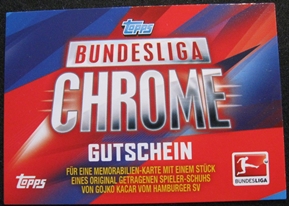 topps
BUNDESLIGA
CHROME
GUTSCHEIN
FÜR EINE MEMORABILIEN-KARTE MIT EINEM STÜCK
EINES ORIGINAL GETRAGENEN SPIELER-SCHUHS
VON GOJKO KACAR VOM HAMBURGER SV
topps
BUNDESLIGA